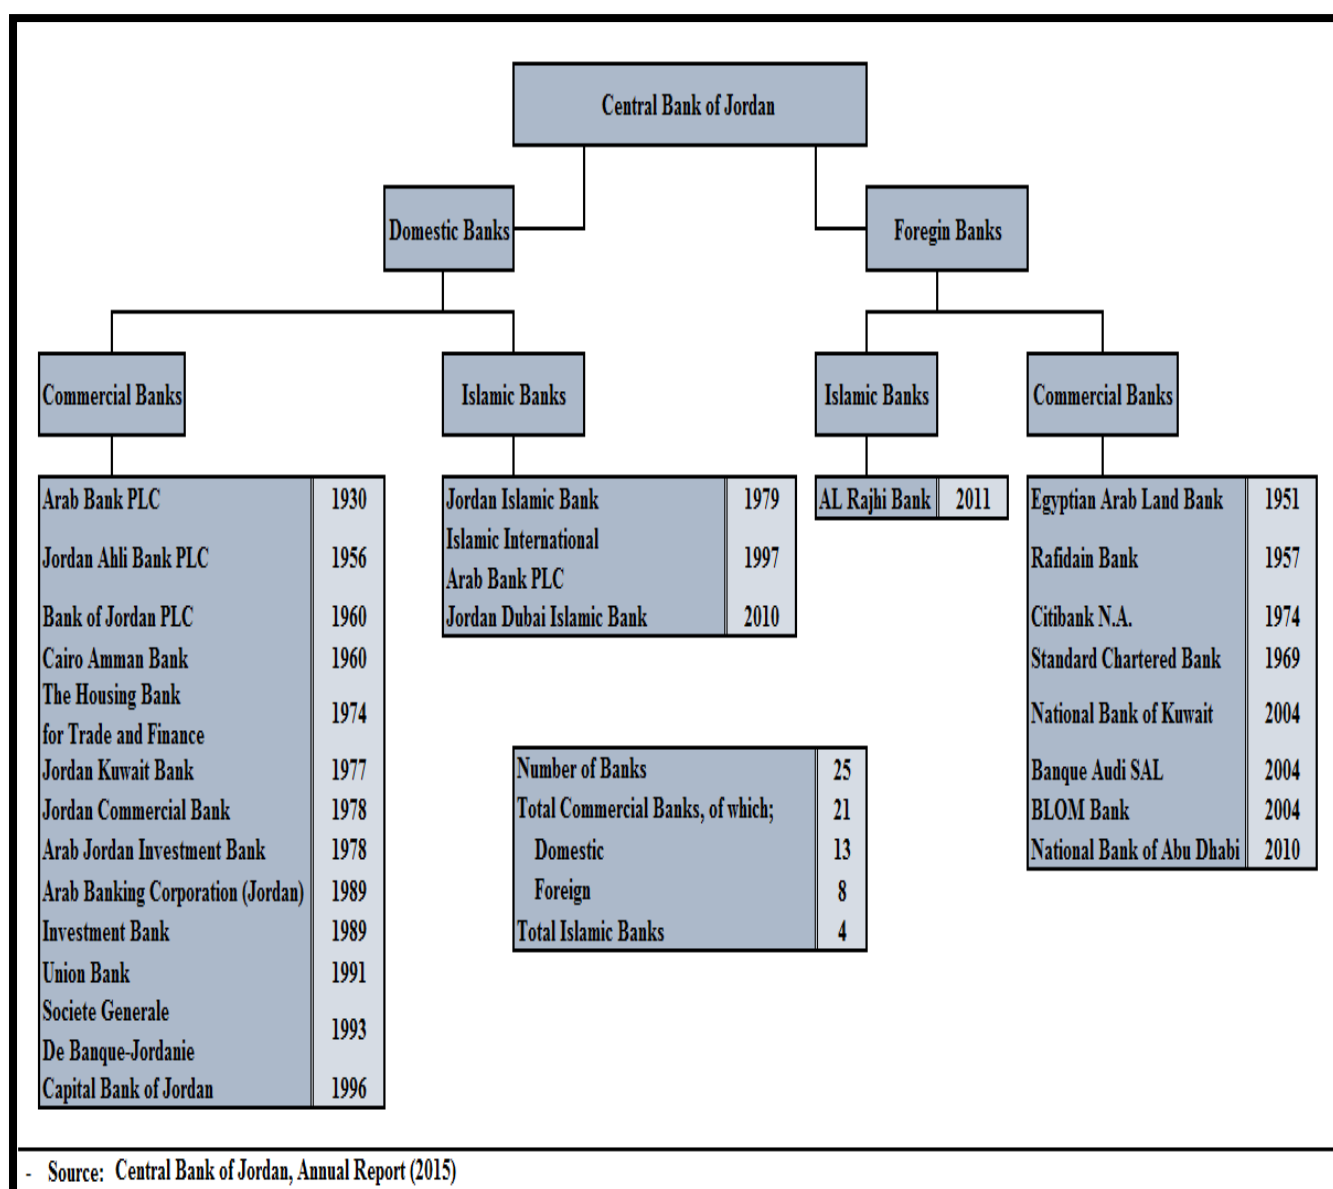 Central Bank of Jordan
Domestic Banks
Foregin Banks
Commercial Banks
Islamic Banks
Islamic Banks
Commercial Banks
Arab Bank PLC 1930
Jordan Ahli Bank PLC 1956
Bank of Jordan PLC 1960
Cairo Amman Bank 1960
The Housing Bank
for Trade and Finance 1974
Jordan Kuwait Bank 1977
Jordan Commercial Bank 1978
Arab Jordan Investment Bank 1978
Arab Banking Corporation (Jordan) 1989
Investment Bank 1989
Union Bank 1991
Societe Generale
De Banque-Jordanie 1993
Capital Bank of Jordan 1996
Jordan Islamic Bank 1979
Islamic International
Arab Bank PLC 1997
Jordan Dubai Islamic Bank 2010
AL Rajhi Bank 2011
Egyptian Arab Land Bank 1951
Rafidain Bank 1957
Citibank N.A. 1974
Standard Chartered Bank 1969
National Bank of Kuwait 2004
Banque Audi SAL 2004
BLOM Bank 2004
National Bank of Abu Dhabi 2010
Number of Banks 25
Total Commercial Banks, of which; 21
Domestic 13
Foreign 8
Total Islamic Banks 4
- Source: Central Bank of Jordan, Annual Report (2015)